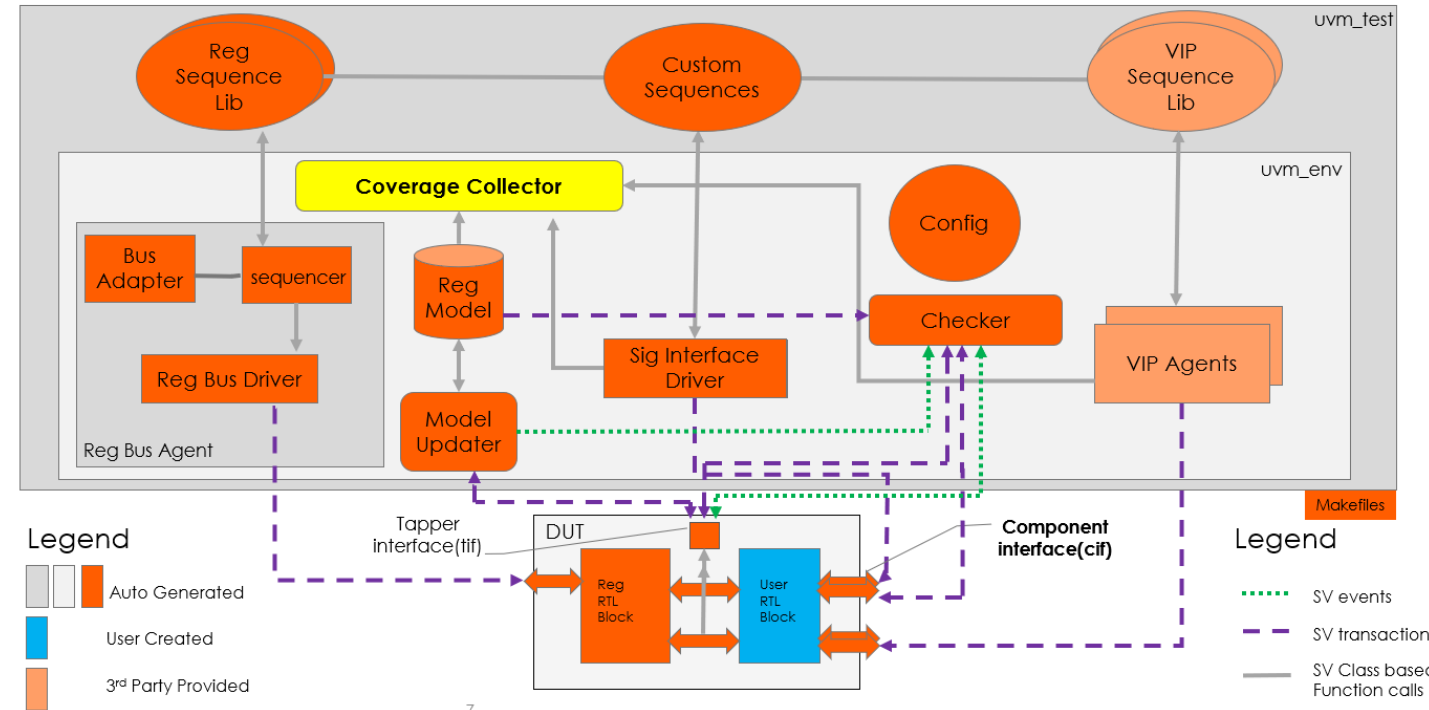 uvm_test
Reg
Sequence
Lib
Custom
Sequences
VIP
Sequence
Lib
uvm_env
Coverage Collector
Config
Bus
Adapter
sequencer
Reg
Model
Checker
Sig Interface
Driver
VIP Agents
Reg Bus Driver
Model
Updater
Reg Bus Agent
Makefiles
Tapper
interface(tif)
DUT
Component
interface(cif)
Reg
RTL
Block
User
RTL
Block
Legend
Auto Generated
User Created
3rd Party Provided
Legend
SV events
SV transaction
SV Class base
Function calls
7